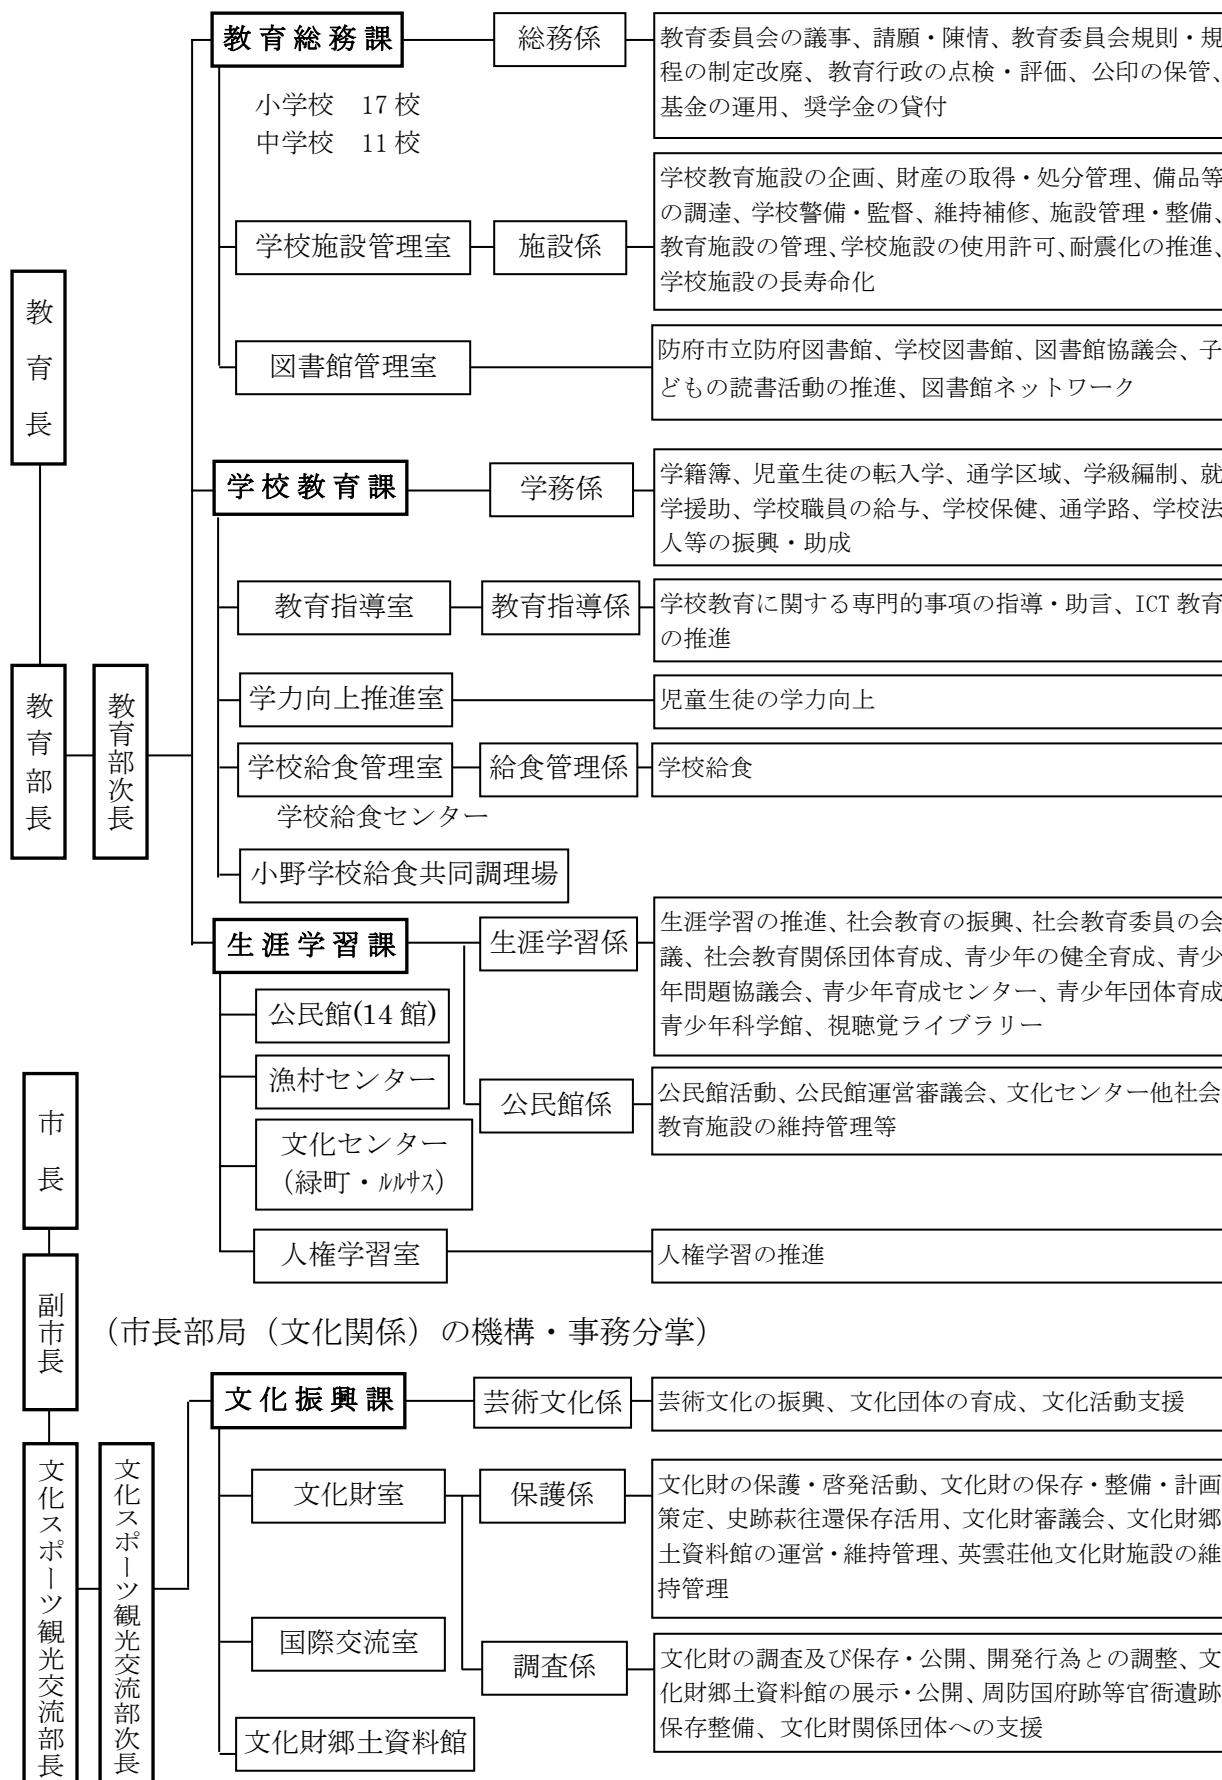 教育総務課
総務係
教育委員会の議事、請願・陳情、教育委員会規則・規
程の制定改廃、教育行政の点検・評価、公印の保管、
基金の運用、奨学金の貸付
小学校　17 校
中学校　11 校
学校施設管理室
施設係
学校教育施設の企画、財産の取得・処分管理、備品等
の調達、学校警備・監督、維持補修、施設管理・整備、
教育施設の管理、学校施設の使用許可、耐震化の推進、
学校施設の長寿命化
図書館管理室
防府市立防府図書館、学校図書館、図書館協議会、子
どもの読書活動の推進、図書館ネットワーク
教育長
学校教育課
学務係
学籍簿、児童生徒の転入学、通学区域、学級編制、就
学援助、学校職員の給与、学校保健、通学路、学校法
人等の振興・助成
教育指導室
教育指導係
学校教育に関する専門的事項の指導・助言、ICT 教育
の推進
教育部長
教育部次長
学力向上推進室
児童生徒の学力向上
学校給食管理室
給食管理係
学校給食
学校給食センター
小野学校給食共同調理場
生涯学習課
生涯学習係
生涯学習の推進、社会教育の振興、社会教育委員の会
議、社会教育関係団体育成、青少年の健全育成、青少
年問題協議会、青少年育成センター、青少年団体育成
青少年科学館、視聴覚ライブラリー
公民館(14 館)
漁村センター
公民館係
公民館活動、公民館運営審議会、文化センター他社会
教育施設の維持管理等
文化センター
（緑町・ﾙﾙｻｽ）
人権学習室
人権学習の推進
市長
副市長
（市長部局（文化関係）の機構・事務分掌）
文化振興課
芸術文化係
芸術文化の振興、文化団体の育成、文化活動支援
文化スポーツ観光交流部長
文化スポーツ観光交流部次長
文化財室
保護係
文化財の保護・啓発活動、文化財の保存・整備・計画
策定、史跡萩往還保存活用、文化財審議会、文化財郷
土資料館の運営・維持管理、英雲荘他文化財施設の維
持管理
国際交流室
調査係
文化財の調査及び保存・公開、開発行為との調整、文
化財郷土資料館の展示・公開、周防国府跡等官衙遺跡
保存整備、文化財関係団体への支援
文化財郷土資料館